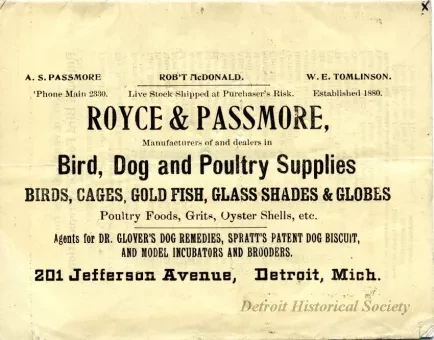 A. S. PASSMORE ROB'T McDONALD. W. E. TOMLINSON.
'Phone Main 2330. Live Stock Shipped at Purchaser's Risk. Established 1880.
ROYCE & PASSMORE,
Manufacturers of and dealers in
Bird, Dog and Poultry Supplies
BIRDS, CAGES, GOLD FISH, GLASS SHADES & GLOBES
Poultry Foods, Grits, Oyster Shells, etc.
Agents for DR. GLOVER'S DOG REMEDIES, SPRATT'S PATENT DOG BISCUIT,
AND MODEL INCUBATORS AND BROODERS.
201 Jefferson Avenue, Detroit, Mich.
Detroit Historical Society